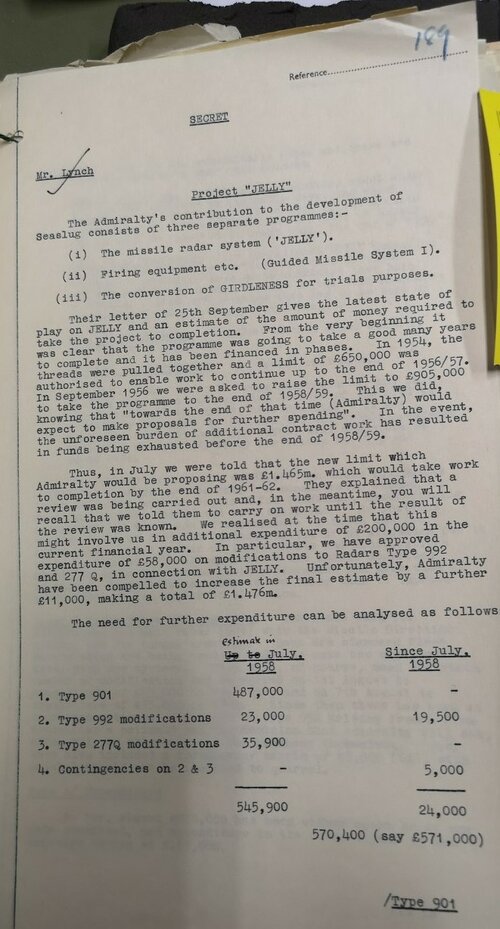 189
Reference
SECRET
Mr. Lynch
Project "JELLY"
The Admiralty's contribution to the development of
Seaslug consists of three separate programmes:-
(i) The missile radar system ('JELLY').
(ii) Firing equipment etc. (Guided Missile System I).
(iii) The conversion of GIRDLENESS for trials purposes.
Their letter of 25th September gives the latest state of
play on JELLY and an estimate of the amount of money required to
take the project to completion. From the very beginning it
was clear that the programme was going to take a good many years
to complete and it has been financed in phases. In 1954, the
threads were pulled together and a limit of £650,000 was
authorised to enable work to continue up to the end of 1956/57.
In September 1956 we were asked to raise the limit to £905,000
to take the programme to the end of 1958/59. This we did,
knowing that "towards the end of that time (Admiralty) would
expect to make proposals for further spending". In the event,
the unforeseen burden of additional contract work has resulted
in funds being exhausted before the end of 1958/59.
Thus, in July we were told that the new limit which
Admiralty would be proposing was £1.465m. which would take work
to completion by the end of 1961-62. They explained that a
review was being carried out and, in the meantime, you will
recall that we told them to carry on work until the result of
the review was known. We realised at the time that this
might involve us in additional expenditure of £200,000 in the
current financial year. In particular, we have approved
expenditure of £58,000 on modifications to Radars Type 992
and 277 Q, in connection with JELLY. Unfortunately, Admiralty
have been compelled to increase the final estimate by a further
£11,000, making a total of £1.476m.
The need for further expenditure can be analysed as follows
estimate in
Up to July, Since July,
1958 1958
1. Type 901 487,000 -
2. Type 992 modifications 23,000 19,500
3. Type 277Q modifications 35,900 -
4. Contingencies on 2 & 3 - 5,000
545,900 24,000
570,400 (say £571,000)
/Type 901